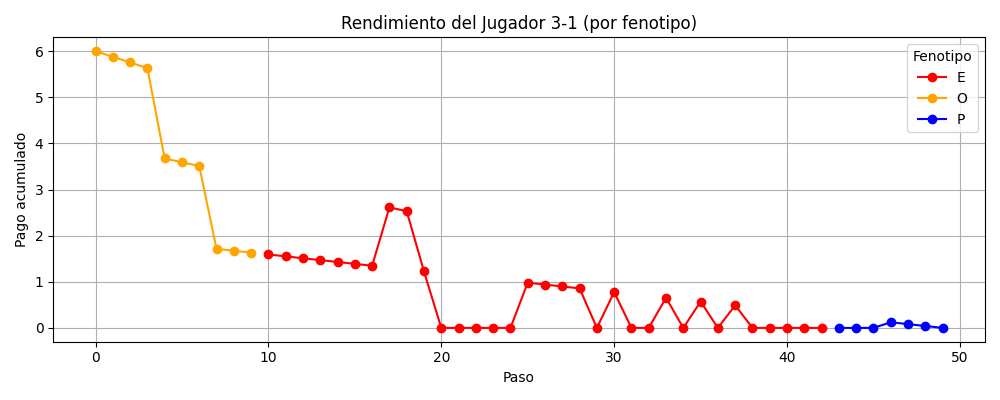 Rendimiento del Jugador 3-1 (por fenotipo)
Pago acumulado
6
5
4
3
2
1
0
Fenotipo
E
O
P
0 10 20 30 40 50
Paso